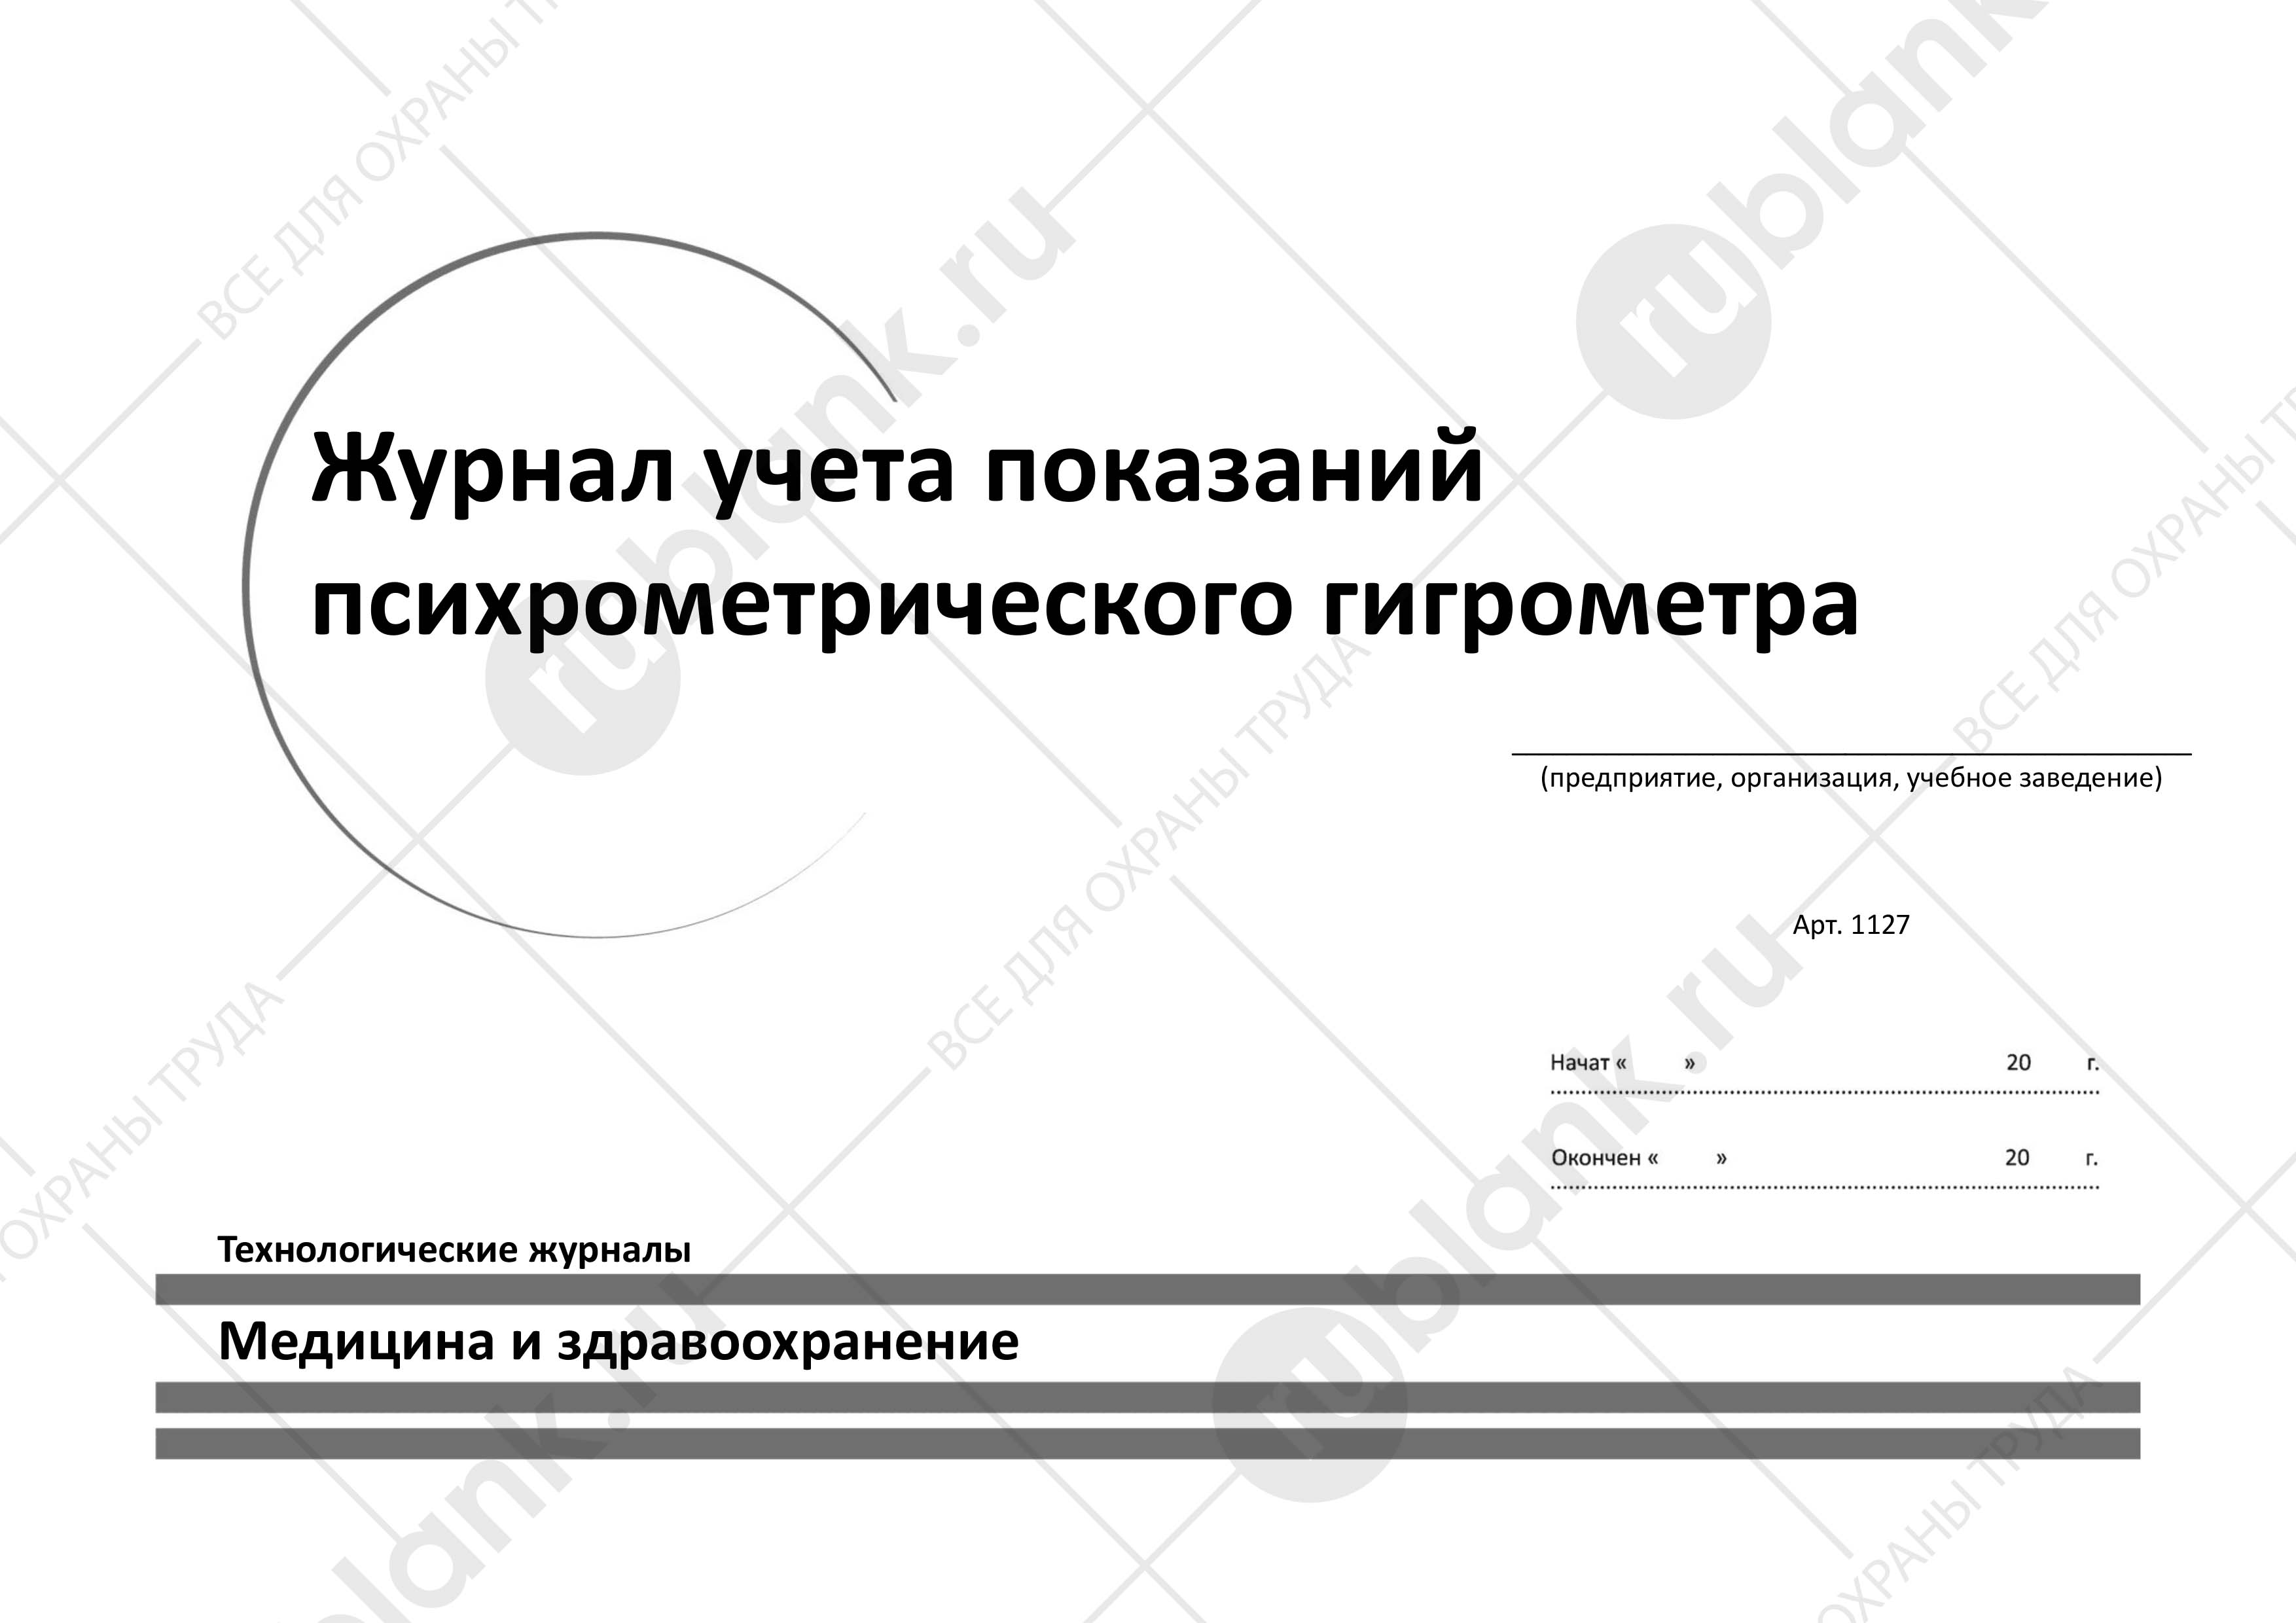 Журнал учета показаний
психрометрического гигрометра
(предприятие, организация, учебное заведение)
Арт. 1127
Начат « » 20 г.
Окончен « » 20 г.
Технологические журналы
Медицина и здравоохранение
ВСЕ ДЛЯ ОХРАНЫ ТРУДА
rublank.ru